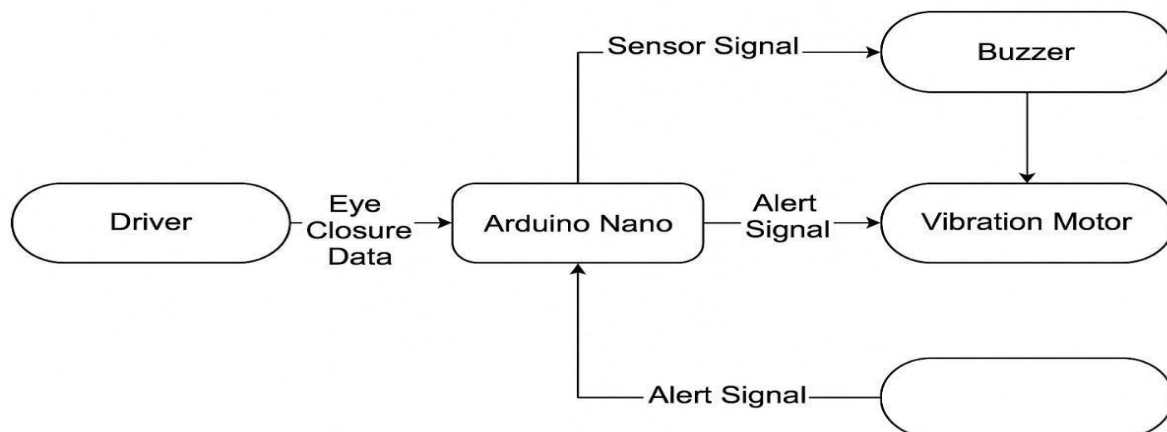 Sensor Signal
Buzzer
Driver
Eye
Closure
Data
Arduino Nano
Alert
Signal
Vibration Motor
Alert Signal